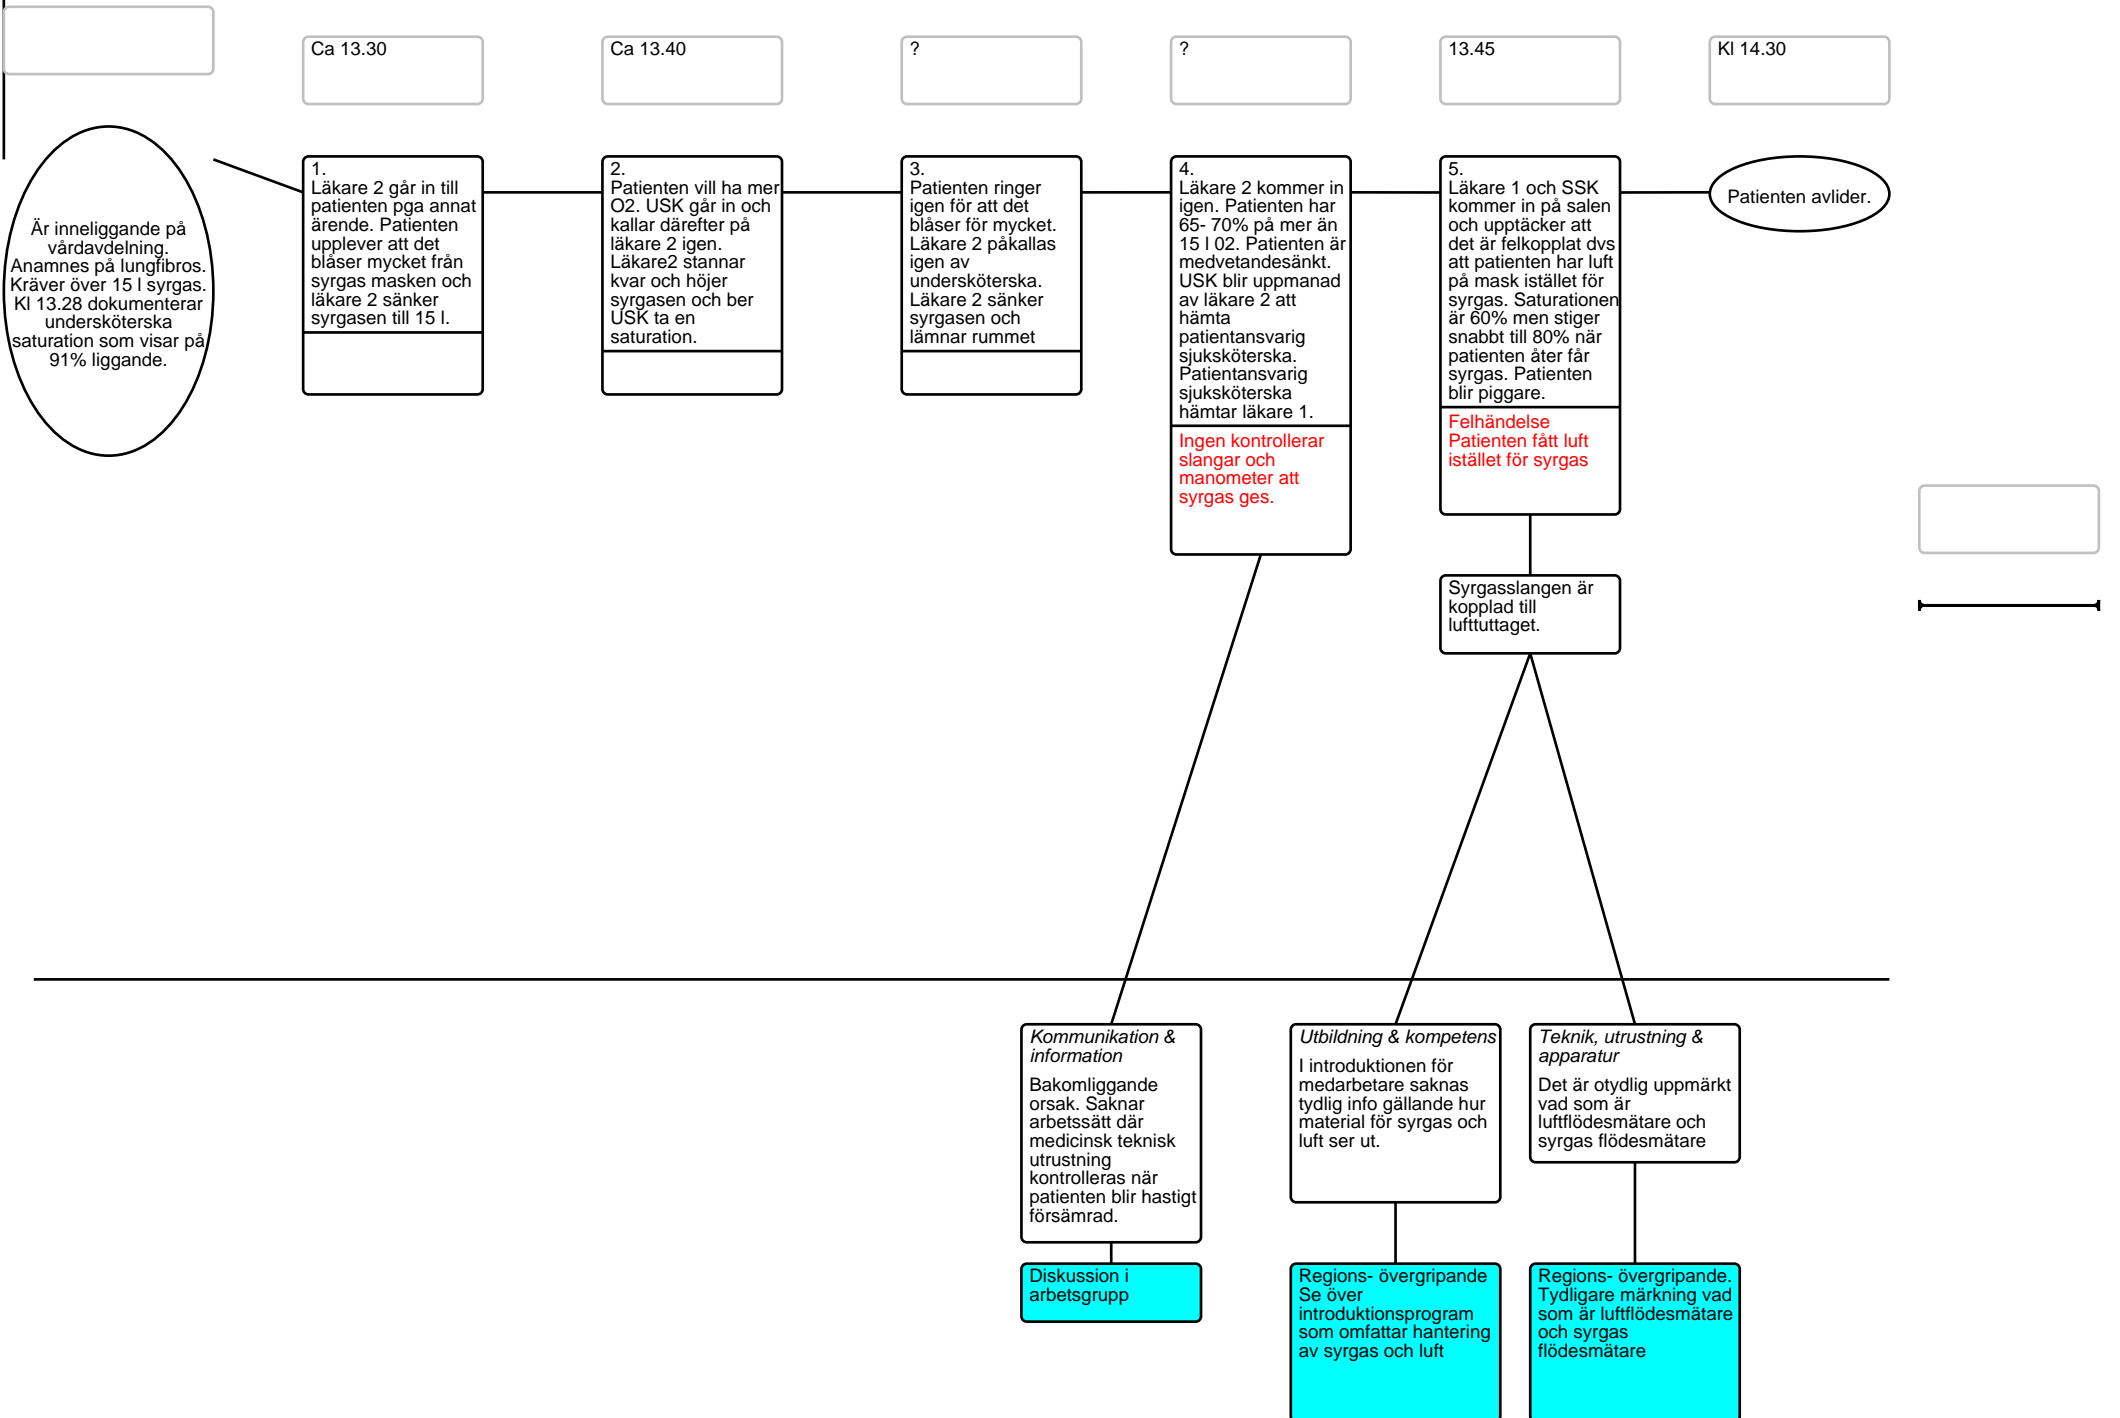 Ca 13.30
Ca 13.40
?
?
13.45
Kl 14.30
Är inneliggande på
vårdavdelning.
Anamnes på lungfibros.
Kräver över 15 l syrgas.
Kl 13.28 dokumenterar
undersköterska
saturation som visar på
91% liggande.
1.
Läkare 2 går in till
patienten pga annat
ärende. Patienten
upplever att det
blåser mycket från
syrgas masken och
läkare 2 sänker
syrgasen till 15 l.
2.
Patienten vill ha mer
O2. USK går in och
kallar därefter på
läkare 2 igen.
Läkare2 stannar
kvar och höjer
syrgasen och ber
USK ta en
saturation.
3.
Patienten ringer
igen för att det
blåser för mycket.
Läkare 2 påkallas
igen av
undersköterska.
Läkare 2 sänker
syrgasen och
lämnar rummet
4.
Läkare 2 kommer in
igen. Patienten har
65- 70% på mer än
15 l 02. Patienten är
medvetandesänkt.
USK blir uppmanad
av läkare 2 att
hämta
patientansvarig
sjuksköterska.
Patientansvarig
sjuksköterska
hämtar läkare 1.
Ingen kontrollerar
slangar och
manometer att
syrgas ges.
5.
Läkare 1 och SSK
kommer in på salen
och upptäcker att
det är felkopplat dvs
att patienten har luft
på mask istället för
syrgas. Saturationen
är 60% men stiger
snabbt till 80% när
patienten åter får
syrgas. Patienten
blir piggare.
Felhändelse
Patienten fått luft
istället för syrgas
Patienten avlider.
Syrgasslangen är
kopplad till
lufttuttaget.
Kommunikation &
information
Bakomliggande
orsak. Saknar
arbetssätt där
medicinsk teknisk
utrustning
kontrolleras när
patienten blir hastigt
försämrad.
Utbildning & kompetens
I introduktionen för
medarbetare saknas
tydlig info gällande hur
material för syrgas och
luft ser ut.
Teknik, utrustning &
apparatur
Det är otydlig uppmärkt
vad som är
luftflödesmätare och
syrgas flödesmätare
Diskussion i
arbetsgrupp
Regions- övergripande
Se över
introduktionsprogram
som omfattar hantering
av syrgas och luft
Regions- övergripande.
Tydligare märkning vad
som är luftflödesmätare
och syrgas
flödesmätare